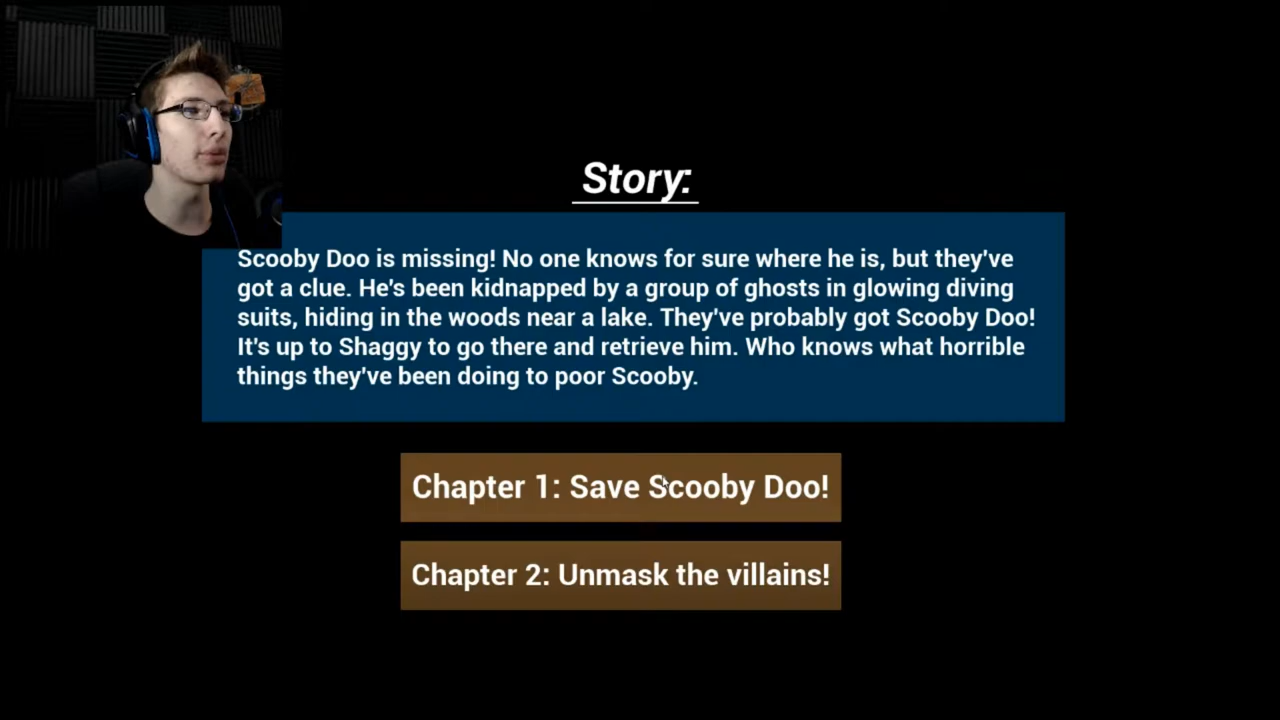 Story:
Scooby Doo is missing! No one knows for sure where he is, but they've
got a clue. He's been kidnapped by a group of ghosts in glowing diving
suits, hiding in the woods near a lake. They've probably got Scooby Doo!
It's up to Shaggy to go there and retrieve him. Who knows what horrible
things they've been doing to poor Scooby.
Chapter 1: Save Scooby Doo!
Chapter 2: Unmask the villains!